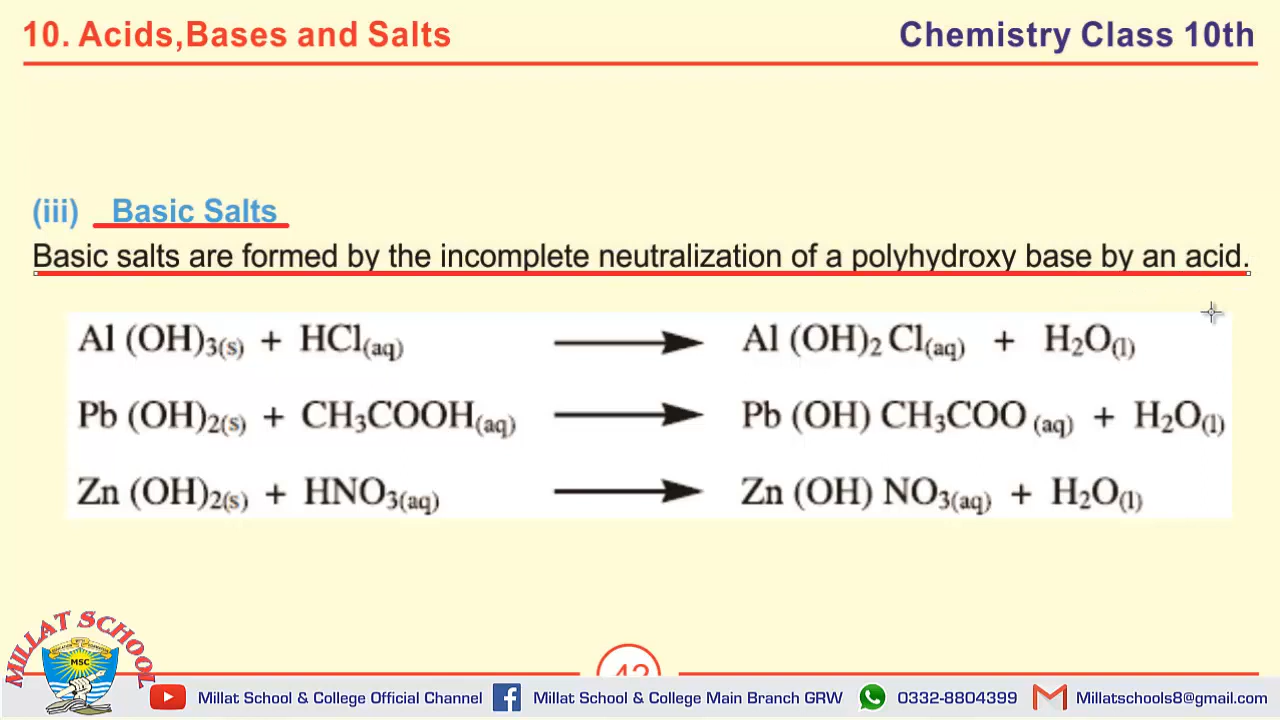 10. Acids,Bases and Salts
Chemistry Class 10th
(iii) Basic Salts
Basic salts are formed by the incomplete neutralization of a polyhydroxy base by an acid.
Al (OH)₃₍ₛ₎ + HCl₍aq₎ ⟶ Al (OH)₂ Cl₍aq₎ + H₂O₍l₎
Pb (OH)₂₍ₛ₎ + CH₃COOH₍aq₎ ⟶ Pb (OH) CH₃COO ₍aq₎ + H₂O₍l₎
Zn (OH)₂₍ₛ₎ + HNO₃₍aq₎ ⟶ Zn (OH) NO₃₍aq₎ + H₂O₍l₎
MILLAT SCHOOL
MSC
Millat School & College Official Channel
Millat School & College Main Branch GRW
0332-8804399
Millatschools8@gmail.com